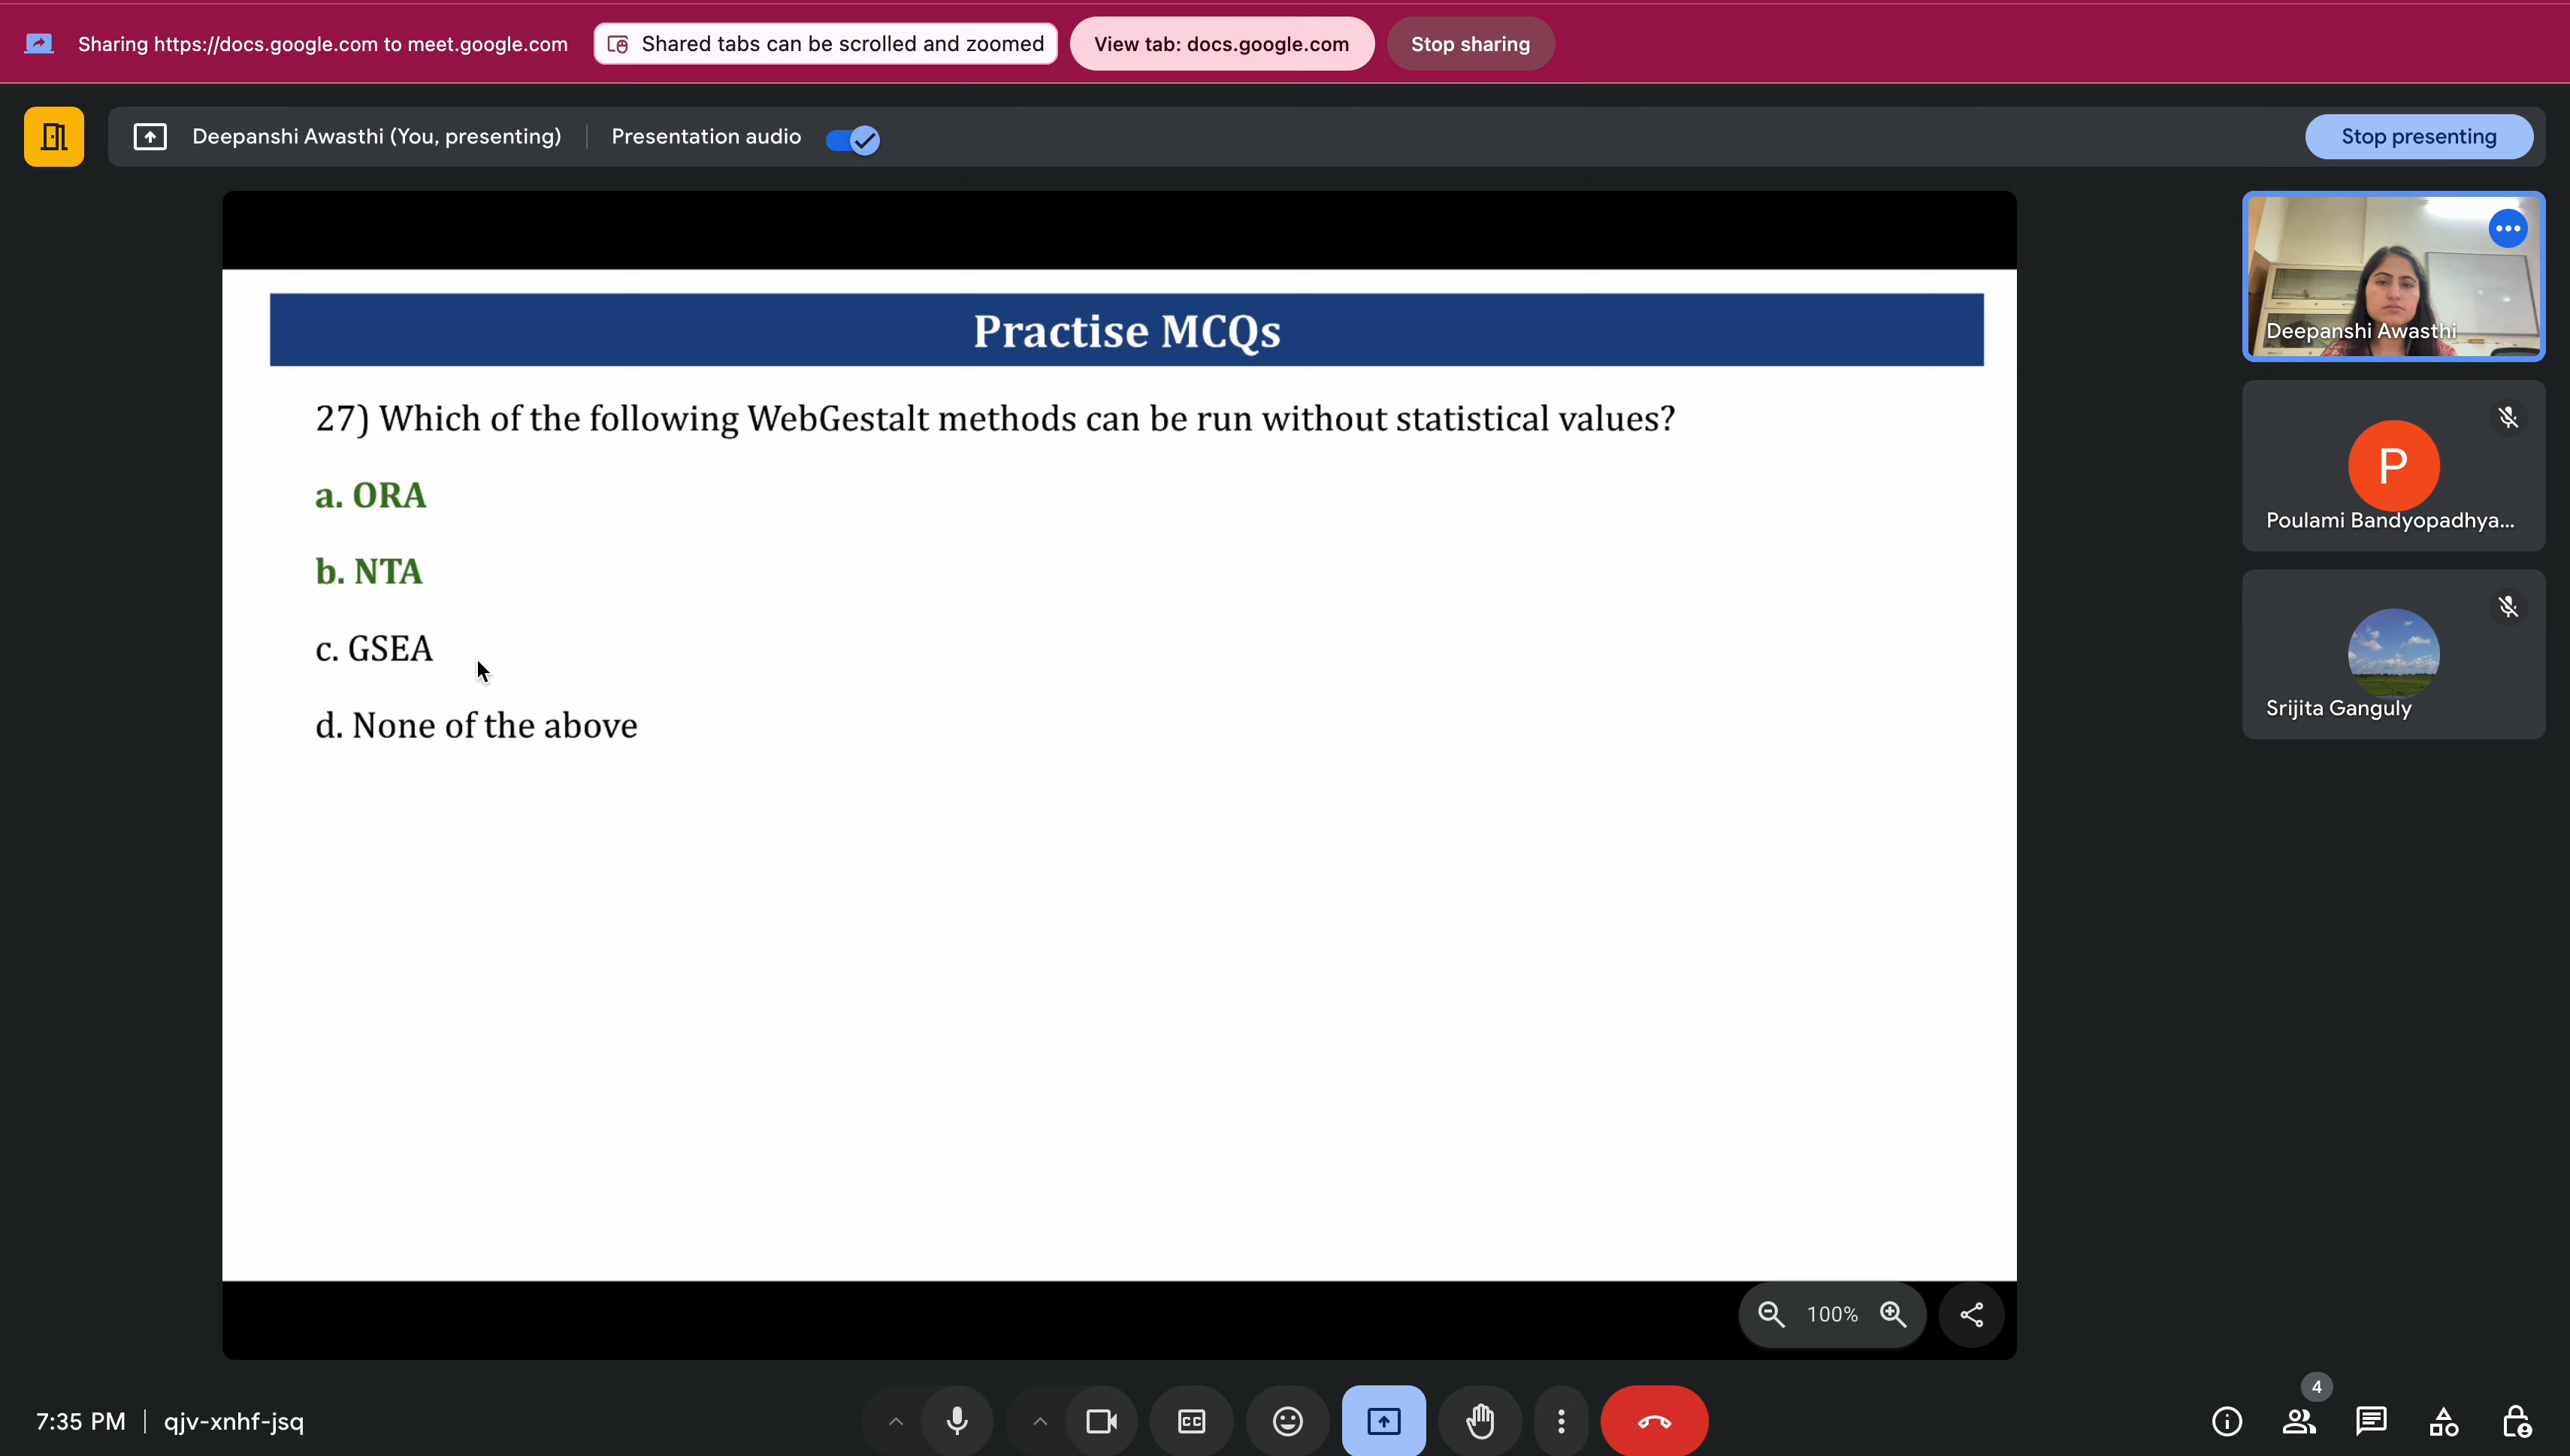 Sharing https://docs.google.com to meet.google.com
Shared tabs can be scrolled and zoomed
View tab: docs.google.com
Stop sharing
Deepanshi Awasthi (You, presenting)
Presentation audio
Stop presenting
Practise MCQs
27) Which of the following WebGestalt methods can be run without statistical values?
a. ORA
b. NTA
c. GSEA
d. None of the above
Deepanshi Awasthi
P
Poulami Bandyopadhya...
Srijita Ganguly
100%
7:35 PM
qjv-xnhf-jsq
CC
4